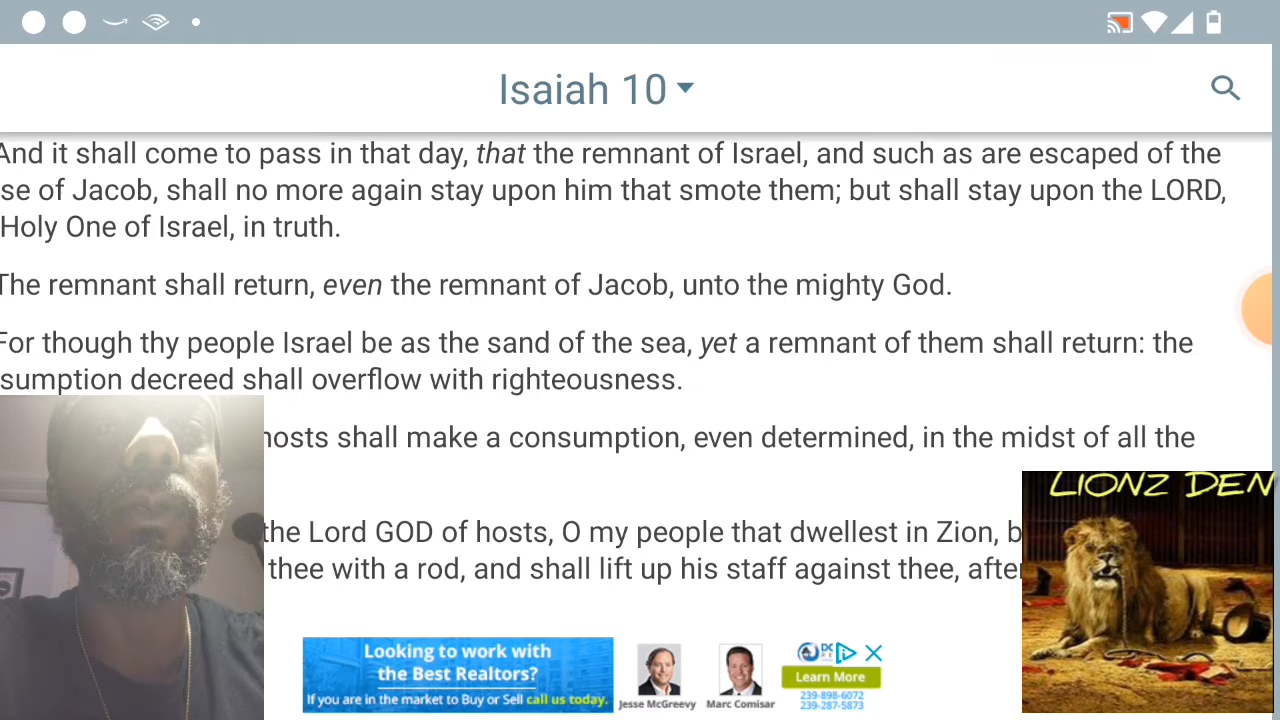 Isaiah 10
And it shall come to pass in that day, that the remnant of Israel, and such as are escaped of the
se of Jacob, shall no more again stay upon him that smote them; but shall stay upon the LORD,
Holy One of Israel, in truth.
The remnant shall return, even the remnant of Jacob, unto the mighty God.
For though thy people Israel be as the sand of the sea, yet a remnant of them shall return: the
sumption decreed shall overflow with righteousness.
hosts shall make a consumption, even determined, in the midst of all the
LIONZ DEN
the Lord GOD of hosts, O my people that dwellest in Zion, b
thee with a rod, and shall lift up his staff against thee, after
Looking to work with
the Best Realtors?
If you are in the market to Buy or Sell call us today.
Jesse McGreevy
Marc Comisar
Learn More
239-898-6072
239-287-5873